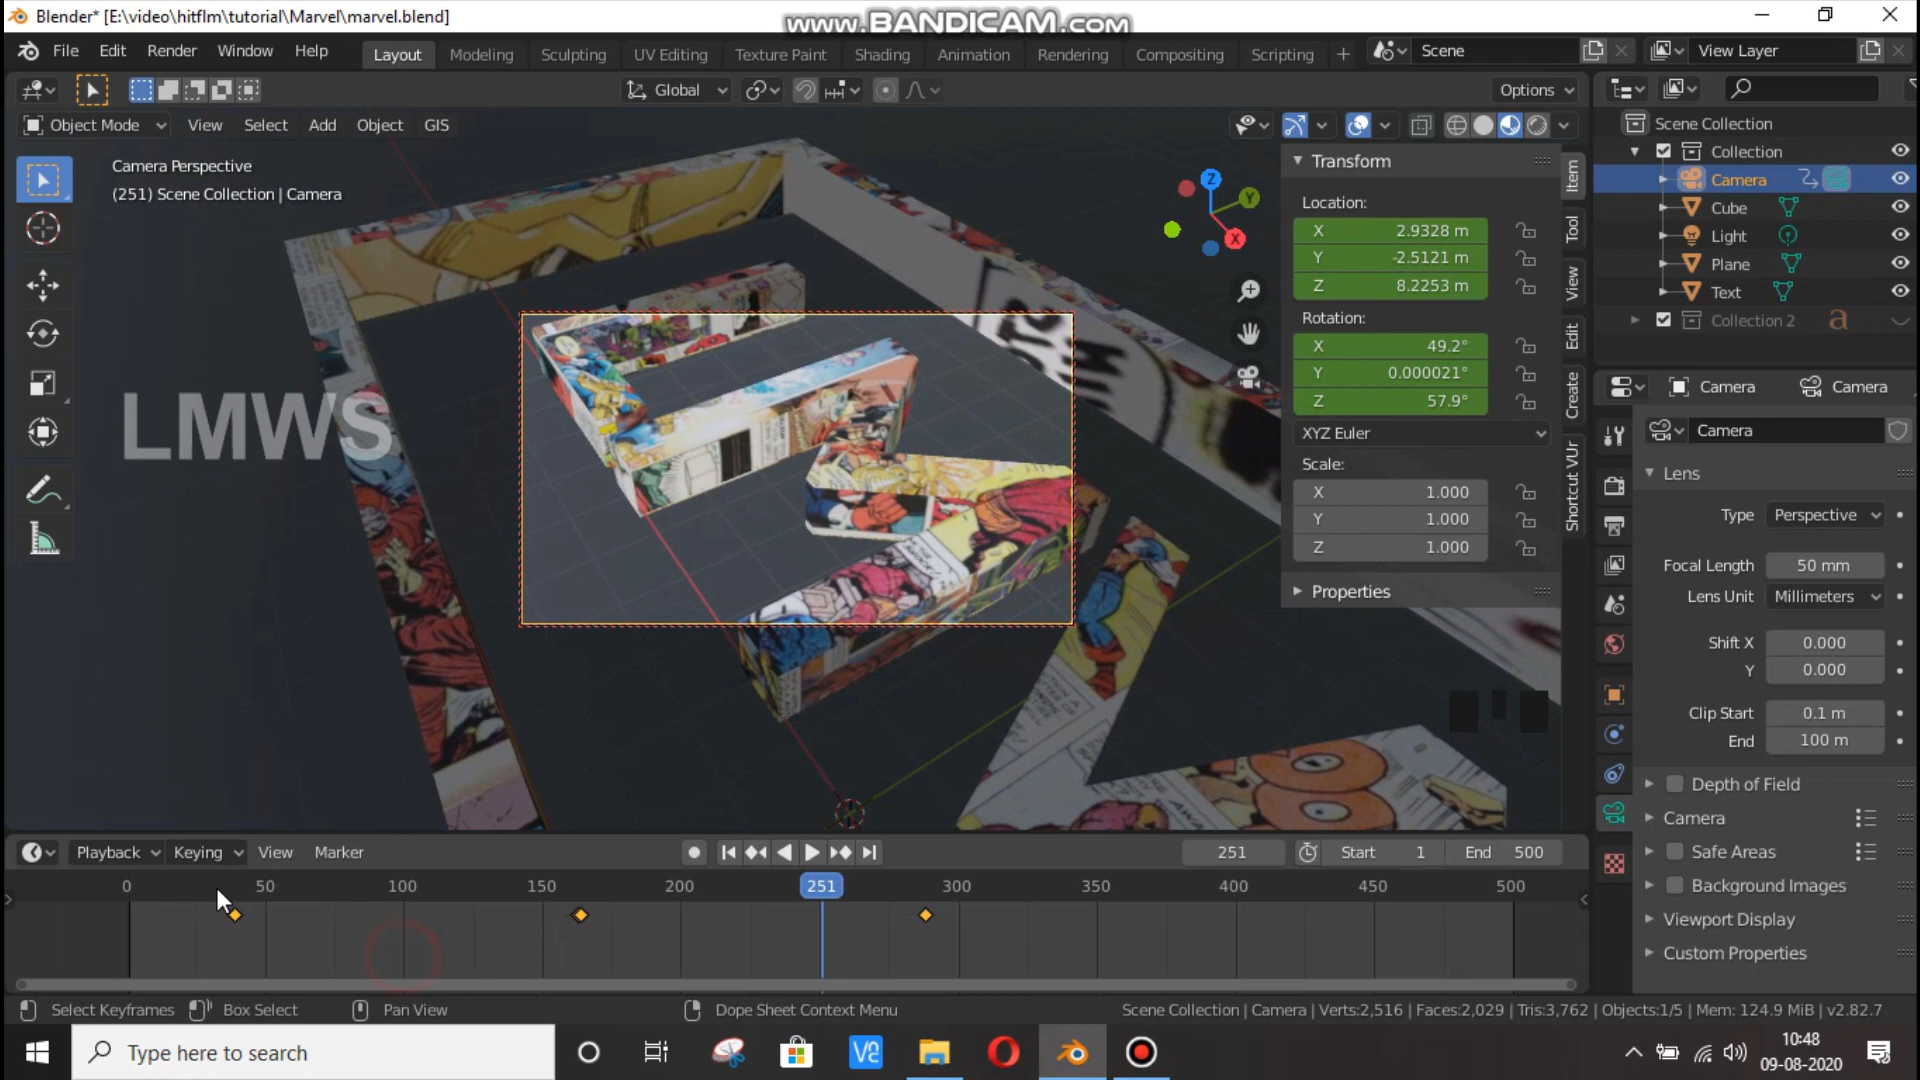 Blender* [E:\video\hitflm\tutorial\Marvel\marvel.blend]
www.BANDICAM.com
File Edit Render Window Help
Layout Modeling Sculpting UV Editing Texture Paint Shading Animation Rendering Compositing Scripting +
Scene
View Layer
Global
Options
Object Mode View Select Add Object GIS
Camera Perspective
(251) Scene Collection | Camera
LMWS
Z
Y
X
Transform
Location:
X 2.9328 m
Y -2.5121 m
Z 8.2253 m
Rotation:
X 49.2°
Y 0.000021°
Z 57.9°
XYZ Euler
Scale:
X 1.000
Y 1.000
Z 1.000
Properties
Item
Tool
View
Edit
Create
Shortcut VUr
Scene Collection
Collection
Camera
Cube
Light
Plane
Text
Collection 2
Camera Camera
Camera
Lens
Type Perspective
Focal Length 50 mm
Lens Unit Millimeters
Shift X 0.000
Y 0.000
Clip Start 0.1 m
End 100 m
Depth of Field
Camera
Safe Areas
Background Images
Viewport Display
Custom Properties
Playback Keying View Marker
251 Start 1 End 500
0 50 100 150 200 251 300 350 400 450 500
Select Keyframes Box Select Pan View Dope Sheet Context Menu
Scene Collection | Camera | Verts:2,516 | Faces:2,029 | Tris:3,762 | Objects:1/5 | Mem: 124.9 MiB | v2.82.7
Type here to search
10:48
09-08-2020